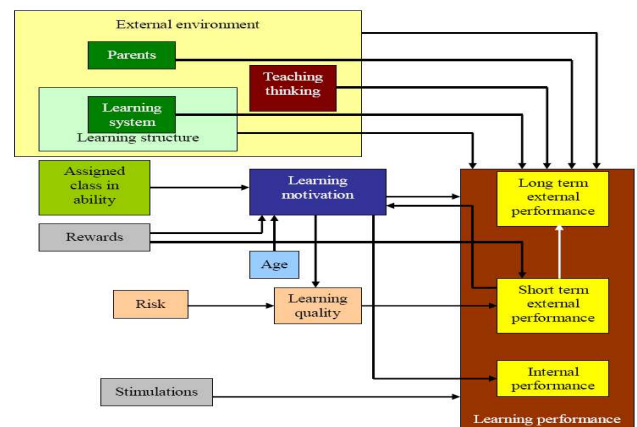 External environment
Parents
Teaching
thinking
Learning
system
Learning structure
Assigned
class in
ability
Learning
motivation
Long term
external
performance
Rewards
Age
Risk
Learning
quality
Short term
external
performance
Internal
performance
Stimulations
Learning performance